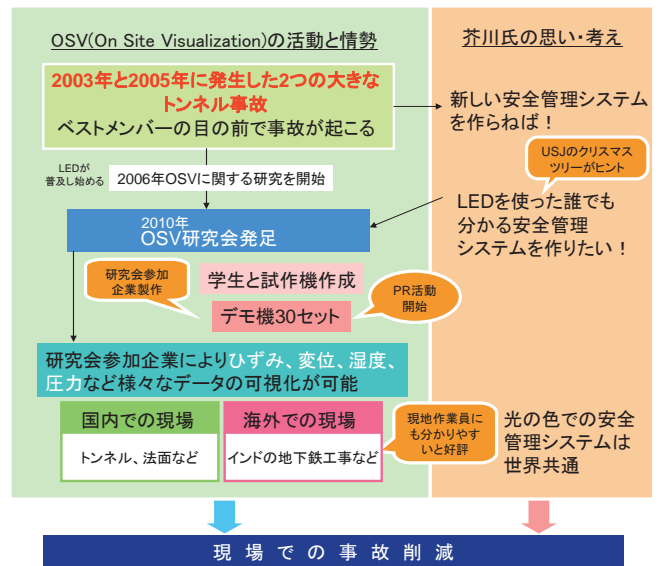 OSV(On Site Visualization)の活動と情勢
芥川氏の思い・考え
2003年と2005年に発生した2つの大きな
トンネル事故
ベストメンバーの目の前で事故が起こる
新しい安全管理システム
を作らねば！
LEDが
普及し始める
2006年OSVに関する研究を開始
USJのクリスマス
ツリーがヒント
LEDを使った誰でも
分かる安全管理
システムを作りたい！
2010年
OSV研究会発足
研究会参加
企業製作
学生と試作機作成
デモ機30セット
PR活動
開始
研究会参加企業によりひずみ、変位、湿度、
圧力など様々なデータの可視化が可能
国内での現場
トンネル、法面など
海外での現場
インドの地下鉄工事など
現地作業員に
も分かりやす
いと好評
光の色での安全
管理システムは
世界共通
現場での事故削減